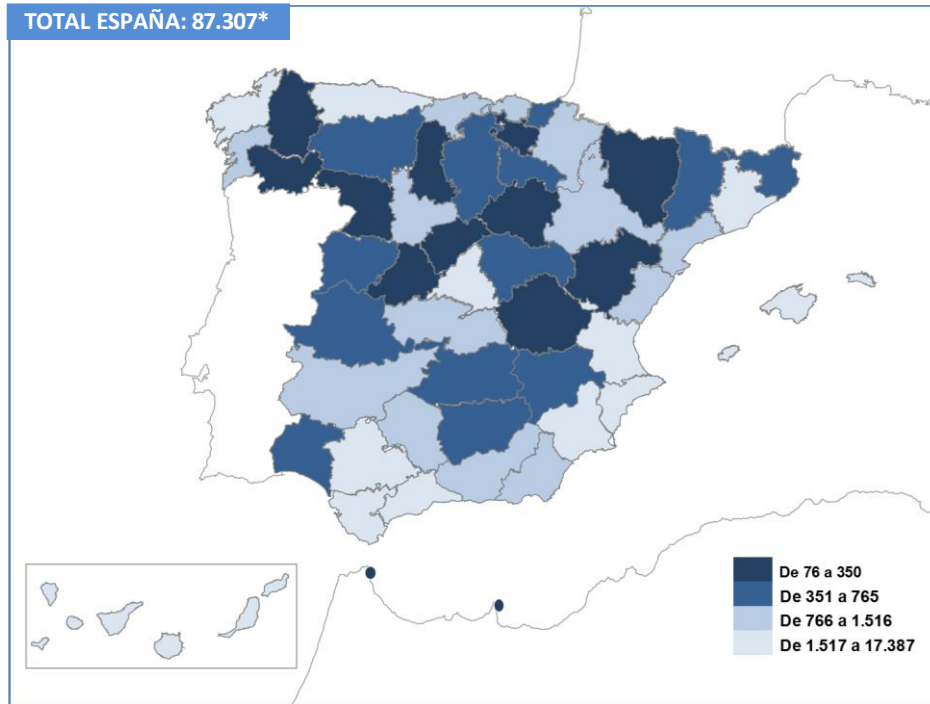 TOTAL ESPAÑA: 87.307*
De 76 a 350
De 351 a 765
De 766 a 1.516
De 1.517 a 17.387